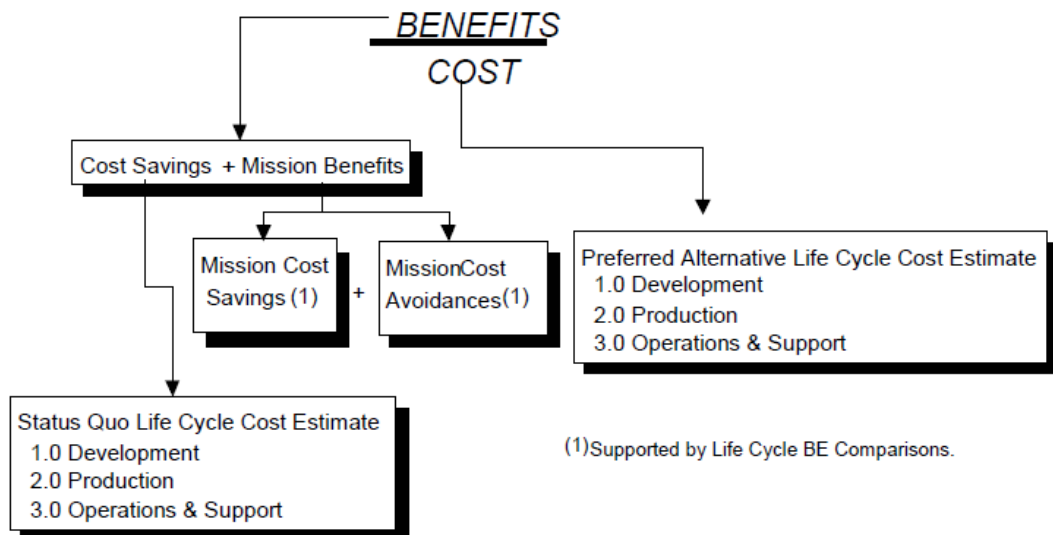 BENEFITS
COST
Cost Savings + Mission Benefits
Mission Cost
Savings (1)
+
MissionCost
Avoidances(1)
Preferred Alternative Life Cycle Cost Estimate
1.0 Development
2.0 Production
3.0 Operations & Support
Status Quo Life Cycle Cost Estimate
1.0 Development
2.0 Production
3.0 Operations & Support
(1)Supported by Life Cycle BE Comparisons.